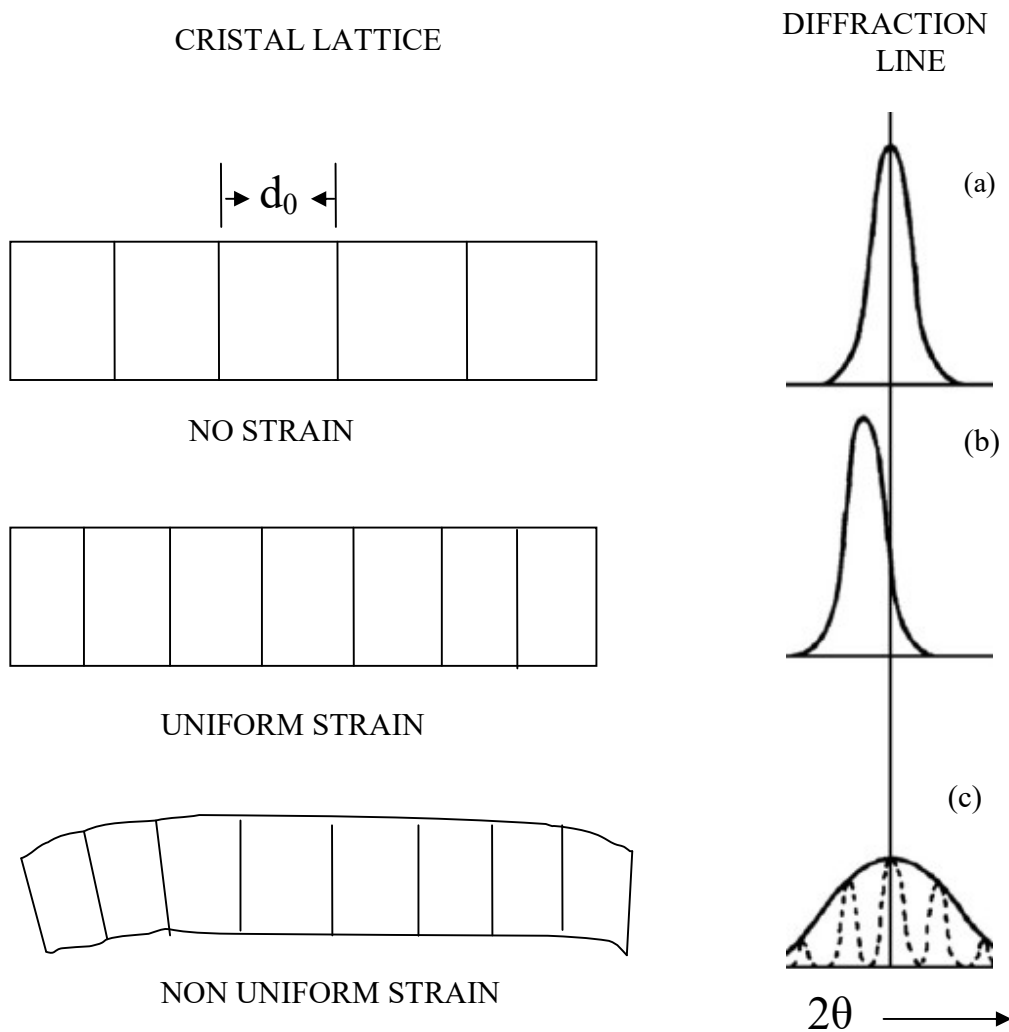 CRISTAL LATTICE
DIFFRACTION
LINE
d₀
(a)
NO STRAIN
(b)
UNIFORM STRAIN
(c)
NON UNIFORM STRAIN
2θ